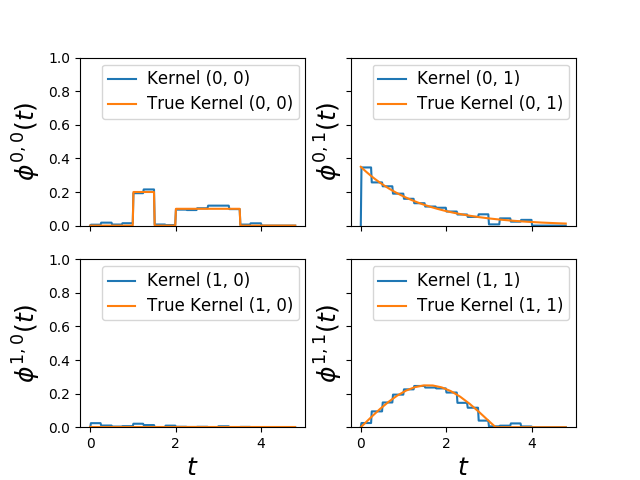 1.0
0.8
0.6
0.4
0.2
0.0
ϕ^{0,0}(t)
Kernel (0, 0)
True Kernel (0, 0)
ϕ^{0,1}(t)
Kernel (0, 1)
True Kernel (0, 1)
1.0
0.8
0.6
0.4
0.2
0.0
ϕ^{1,0}(t)
Kernel (1, 0)
True Kernel (1, 0)
0 2 4
t
ϕ^{1,1}(t)
Kernel (1, 1)
True Kernel (1, 1)
0 2 4
t